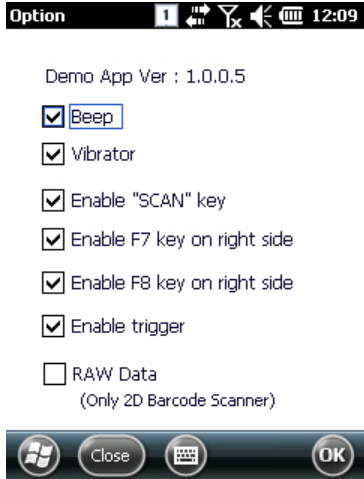 Option 1 12:09
Demo App Ver : 1.0.0.5
Beep
Vibrator
Enable "SCAN" key
Enable F7 key on right side
Enable F8 key on right side
Enable trigger
RAW Data
(Only 2D Barcode Scanner)
Close OK